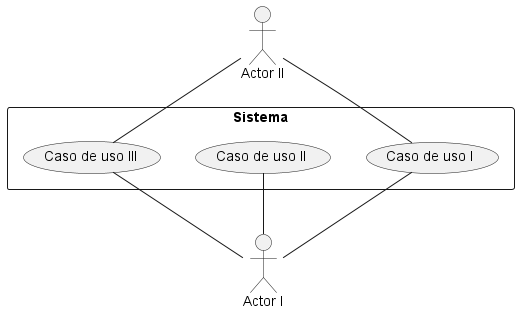 Actor II
Sistema
Caso de uso III
Caso de uso II
Caso de uso I
Actor I